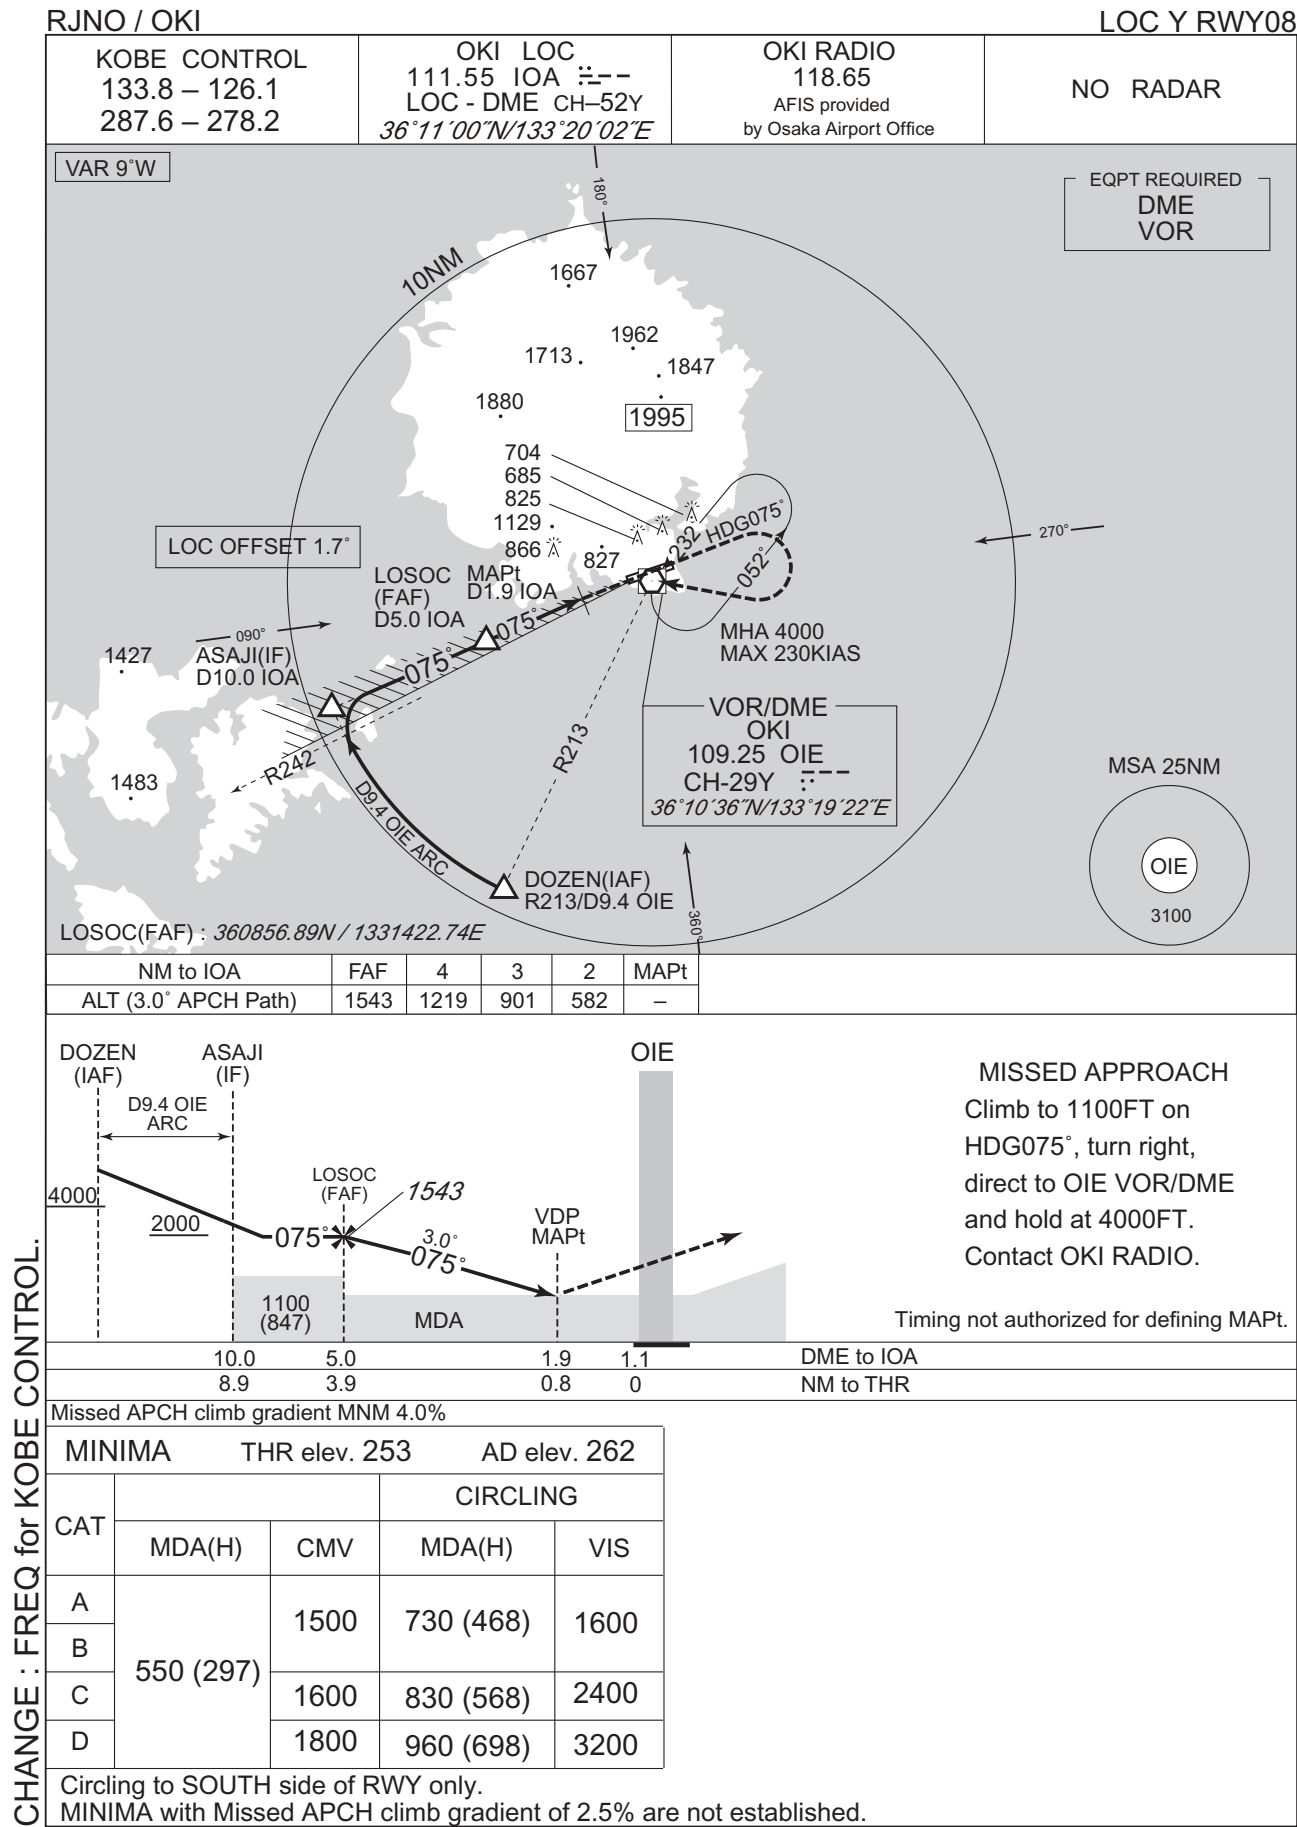 RJNO / OKI
LOC Y RWY08
KOBE CONTROL
133.8 – 126.1
287.6 – 278.2
OKI LOC
111.55 IOA
LOC - DME CH–52Y
36°11´00˝N/133°20´02˝E
OKI RADIO
118.65
AFIS provided
by Osaka Airport Office
NO RADAR
VAR 9°W
EQPT REQUIRED
DME
VOR
180°
10NM
1667
1962
1713
1847
1880
1995
704
685
825
1129
866
827
232
HDG075°
052°
270°
LOC OFFSET 1.7°
LOSOC
(FAF)
D5.0 IOA
MAPt
D1.9 IOA
075°
075°
090°
ASAJI(IF)
D10.0 IOA
1427
MHA 4000
MAX 230KIAS
R242
R213
1483
D9.4 OIE ARC
VOR/DME
OKI
109.25 OIE
CH-29Y
36°10´36˝N/133°19´22˝E
MSA 25NM
OIE
3100
DOZEN(IAF)
R213/D9.4 OIE
360°
LOSOC(FAF) : 360856.89N / 1331422.74E
NM to IOA FAF 4 3 2 MAPt
ALT (3.0° APCH Path) 1543 1219 901 582 –
DOZEN
(IAF)
ASAJI
(IF)
OIE
D9.4 OIE
ARC
LOSOC
(FAF)
1543
4000
2000
075°
3.0°
075°
VDP
MAPt
1100
(847)
MDA
MISSED APPROACH
Climb to 1100FT on
HDG075°, turn right,
direct to OIE VOR/DME
and hold at 4000FT.
Contact OKI RADIO.
Timing not authorized for defining MAPt.
10.0 5.0 1.9 1.1 DME to IOA
8.9 3.9 0.8 0 NM to THR
Missed APCH climb gradient MNM 4.0%
MINIMA THR elev. 253 AD elev. 262
CAT
CIRCLING
MDA(H) CMV MDA(H) VIS
A
B
C
D
550 (297)
1500 730 (468) 1600
1600 830 (568) 2400
1800 960 (698) 3200
Circling to SOUTH side of RWY only.
MINIMA with Missed APCH climb gradient of 2.5% are not established.
CHANGE : FREQ for KOBE CONTROL.